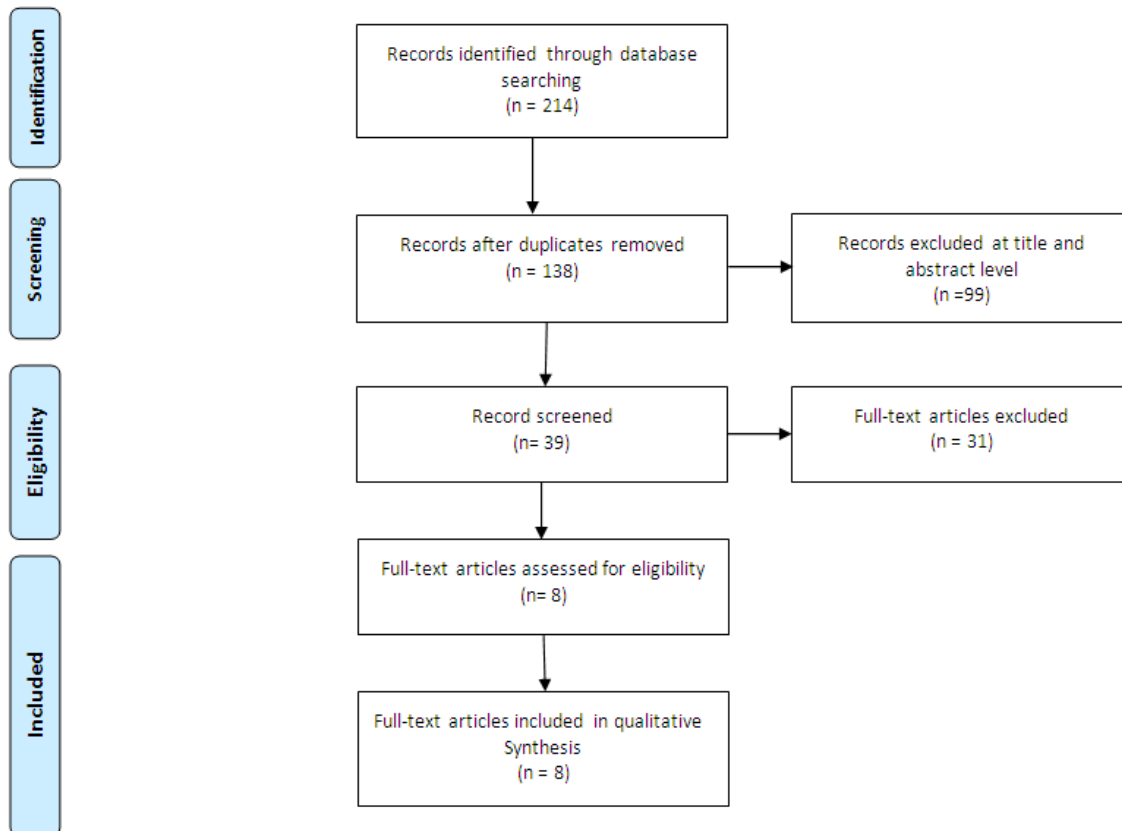 Identification
Records identified through database
searching
(n = 214)
Screening
Records after duplicates removed
(n = 138)
Records excluded at title and
abstract level
(n =99)
Eligibility
Record screened
(n= 39)
Full-text articles excluded
(n = 31)
Included
Full-text articles assessed for eligibility
(n= 8)
Full-text articles included in qualitative
Synthesis
(n = 8)